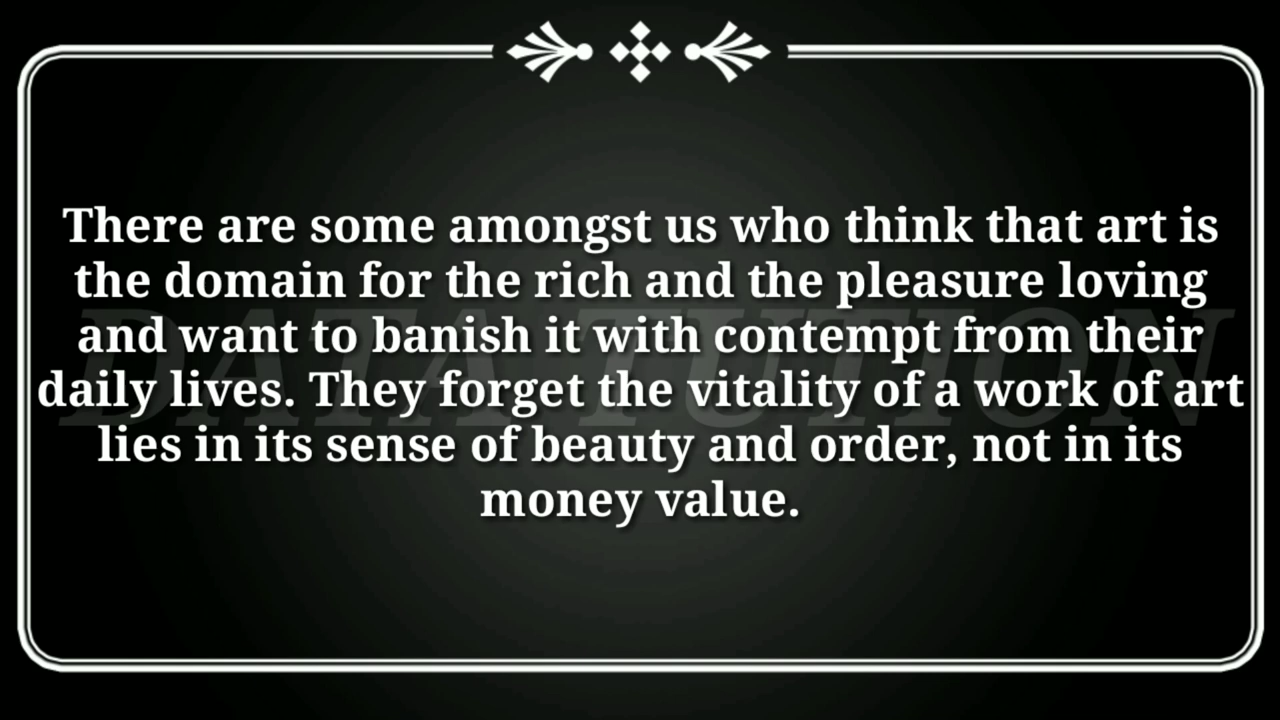 There are some amongst us who think that art is
the domain for the rich and the pleasure loving
and want to banish it with contempt from their
daily lives. They forget the vitality of a work of art
lies in its sense of beauty and order, not in its
money value.
DATA TUITION